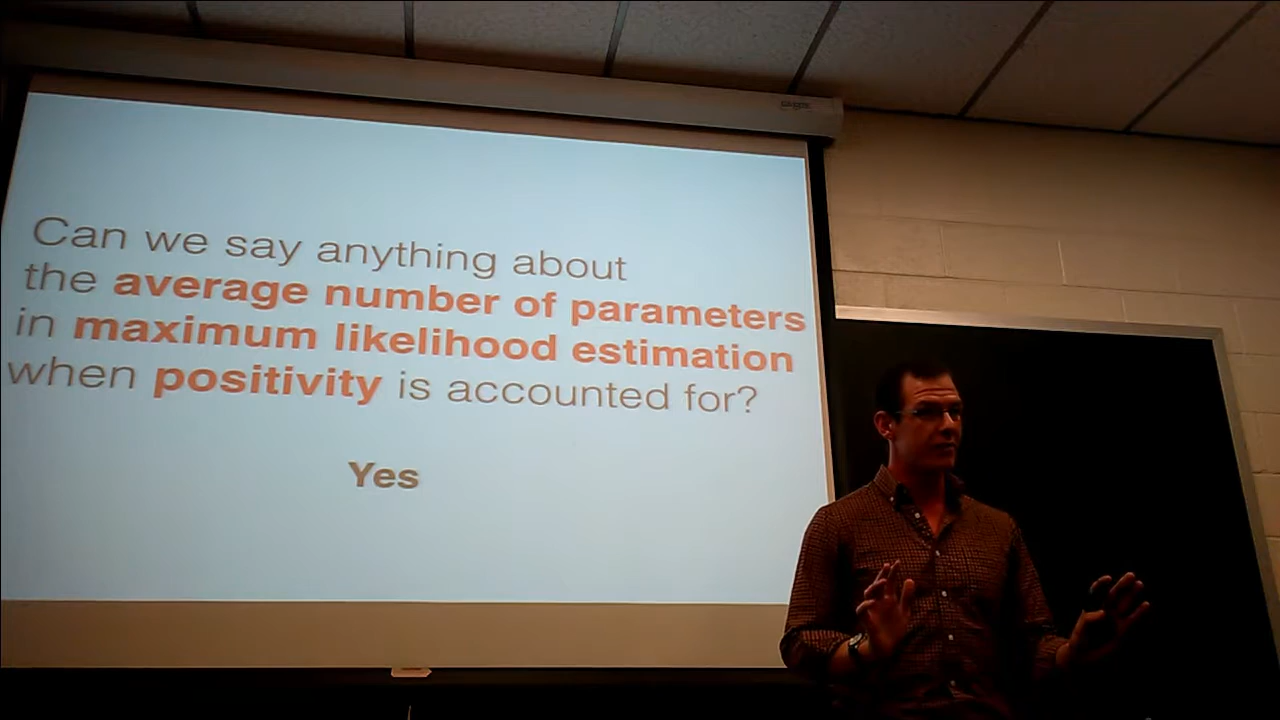 Can we say anything about
the average number of parameters
in maximum likelihood estimation
when positivity is accounted for?
Yes